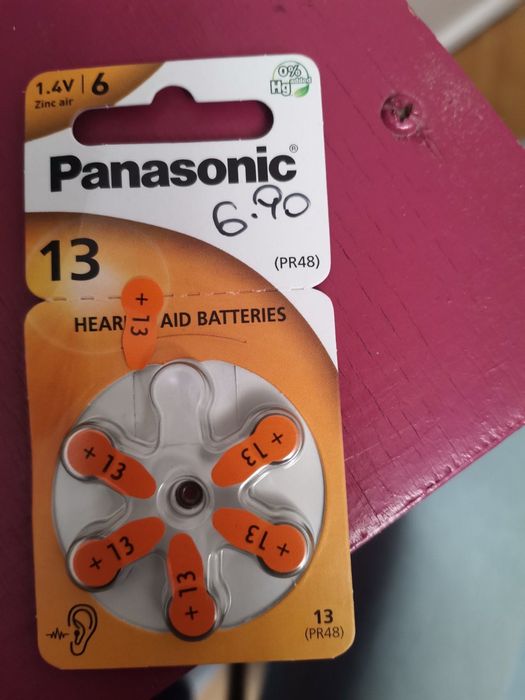 1.4V | 6
Zinc air
0%
Hg added
Panasonic®
6.90
13
(PR48)
+ 13
HEAR AID BATTERIES
+ 13
+ 13
+ 13
+ 13
+ 13
13
(PR48)